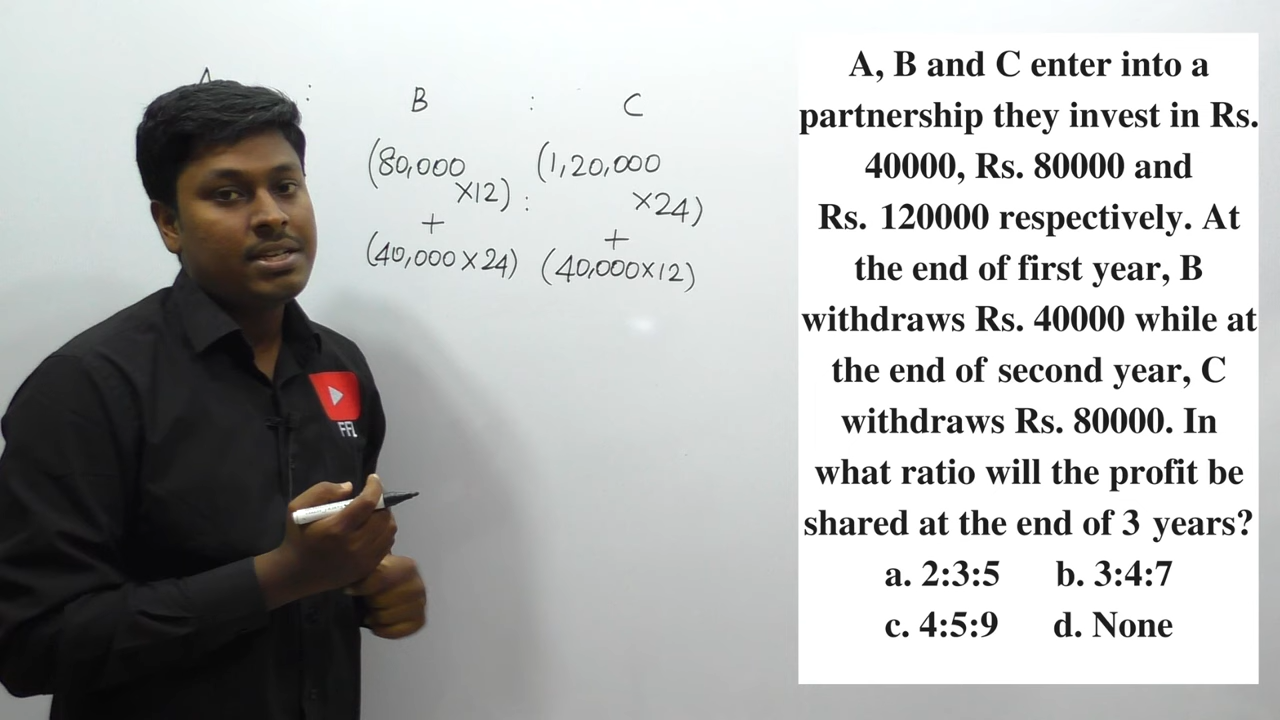 A : B : C
(80,000 (1,20,000
×12) : ×24)
+ +
(40,000×24) (40,000×12)
FFL
A, B and C enter into a
partnership they invest in Rs.
40000, Rs. 80000 and
Rs. 120000 respectively. At
the end of first year, B
withdraws Rs. 40000 while at
the end of second year, C
withdraws Rs. 80000. In
what ratio will the profit be
shared at the end of 3 years?
a. 2:3:5 b. 3:4:7
c. 4:5:9 d. None